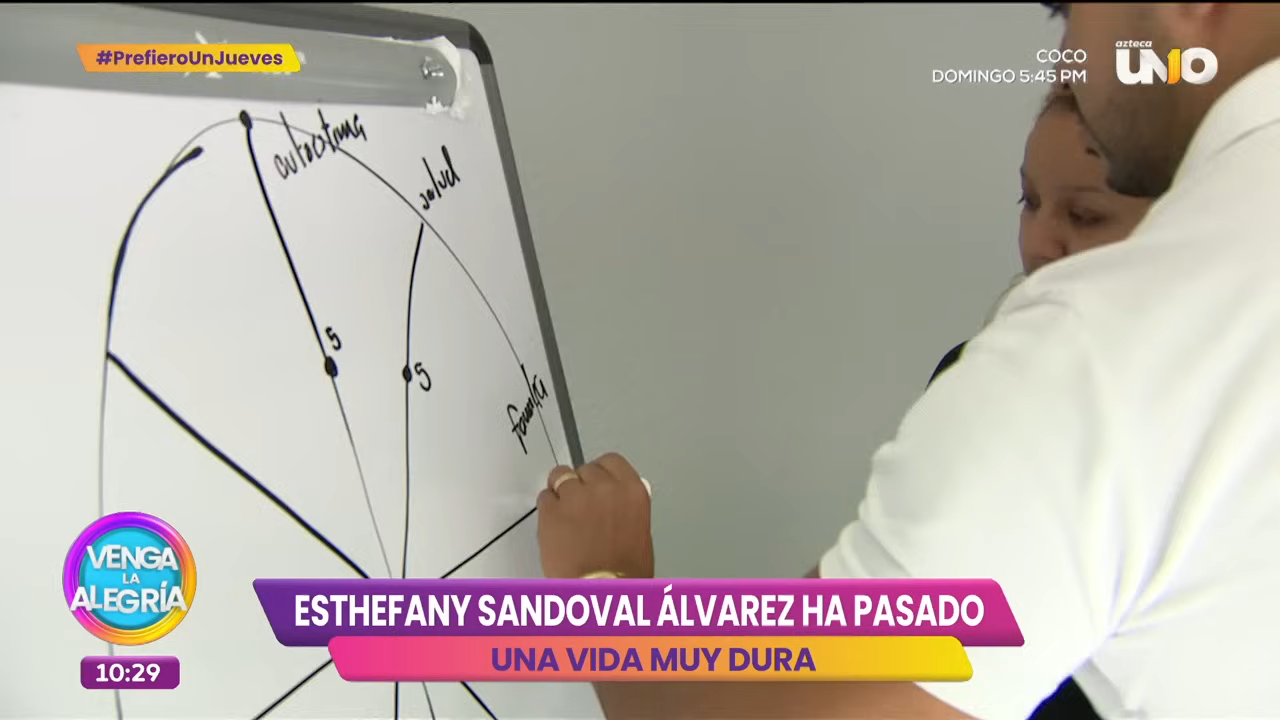 #PrefieroUnJueves
COCO
DOMINGO 5:45 PM
azteca
UNO
autoestima
salud
familia
5
5
VENGA
LA
ALEGRÍA
10:29
ESTHEFANY SANDOVAL ÁLVAREZ HA PASADO
UNA VIDA MUY DURA